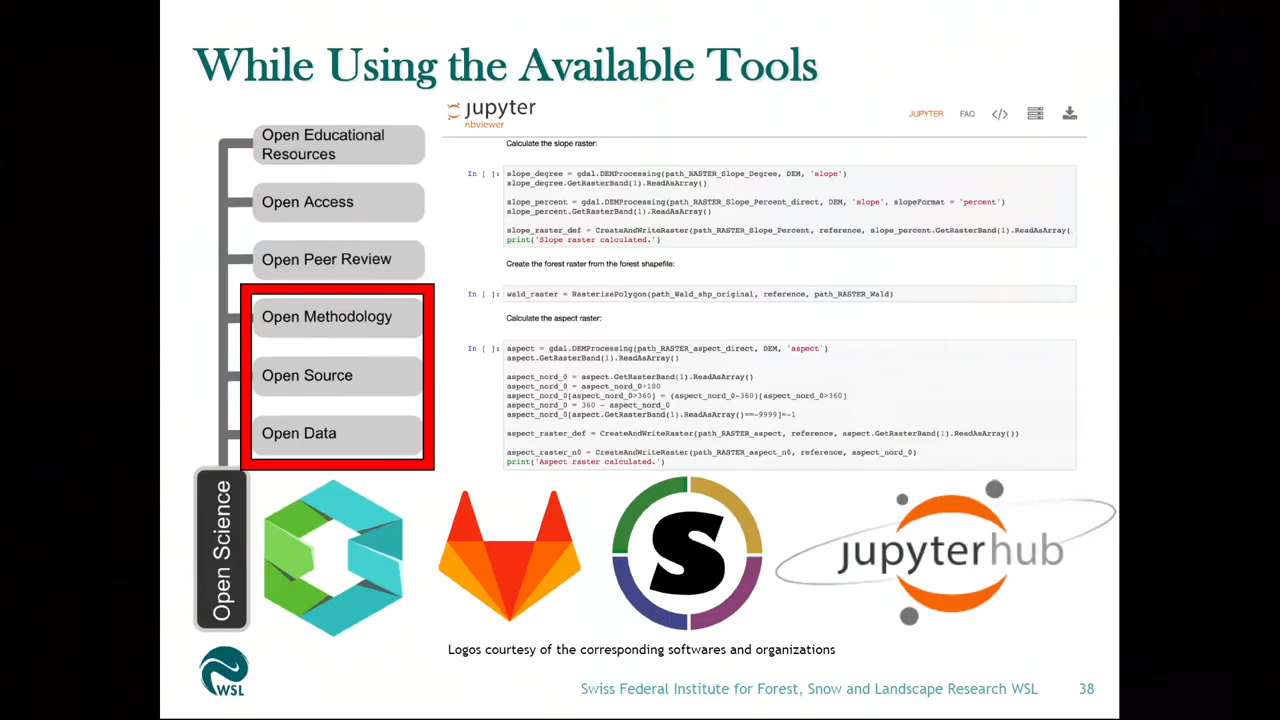 While Using the Available Tools
Open Educational
Resources
Open Access
Open Peer Review
Open Methodology
Open Source
Open Data
Open Science
jupyter
nbviewer
JUPYTER FAQ </>
Calculate the slope raster:
In [ ]: slope_degree = gdal.DEMProcessing(path_RASTER_Slope_Degree, DEM, 'slope')
slope_degree.GetRasterBand(1).ReadAsArray()
slope_percent = gdal.DEMProcessing(path_RASTER_Slope_Percent_direct, DEM, 'slope', slopeFormat = 'percent')
slope_percent.GetRasterBand(1).ReadAsArray()
slope_raster_def = CreateAndWriteRaster(path_RASTER_Slope_Percent, reference, slope_percent.GetRasterBand(1).ReadAsArray(
print('Slope raster calculated.')
Create the forest raster from the forest shapefile:
In [ ]: wald_raster = RasterizePolygon(path_Wald_shp_original, reference, path_RASTER_Wald)
Calculate the aspect raster:
In [ ]: aspect = gdal.DEMProcessing(path_RASTER_aspect_direct, DEM, 'aspect')
aspect.GetRasterBand(1).ReadAsArray()
aspect_nord_0 = aspect.GetRasterBand(1).ReadAsArray()
aspect_nord_0 = aspect_nord_0+180
aspect_nord_0[aspect_nord_0>360] = (aspect_nord_0-360)[aspect_nord_0>360]
aspect_nord_0 = 360 - aspect_nord_0
aspect_nord_0[aspect.GetRasterBand(1).ReadAsArray()==-9999]=-1
aspect_raster_def = CreateAndWriteRaster(path_RASTER_aspect, reference, aspect.GetRasterBand(1).ReadAsArray())
aspect_raster_n0 = CreateAndWriteRaster(path_RASTER_aspect_n0, reference, aspect_nord_0)
print('Aspect raster calculated.')
S
jupyterhub
Logos courtesy of the corresponding softwares and organizations
WSL
Swiss Federal Institute for Forest, Snow and Landscape Research WSL 38